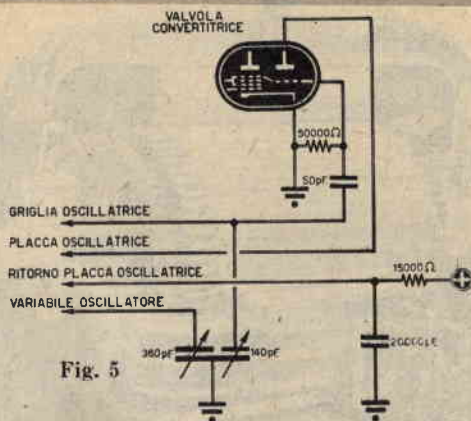 VALVOLA
CONVERTITRICE
50000Ω
50pF
GRIGLIA OSCILLATRICE
PLACCA OSCILLATRICE
RITORNO PLACCA OSCILLATRICE
15000Ω
VARIABILE OSCILLATORE
360pF
140pF
Fig. 5